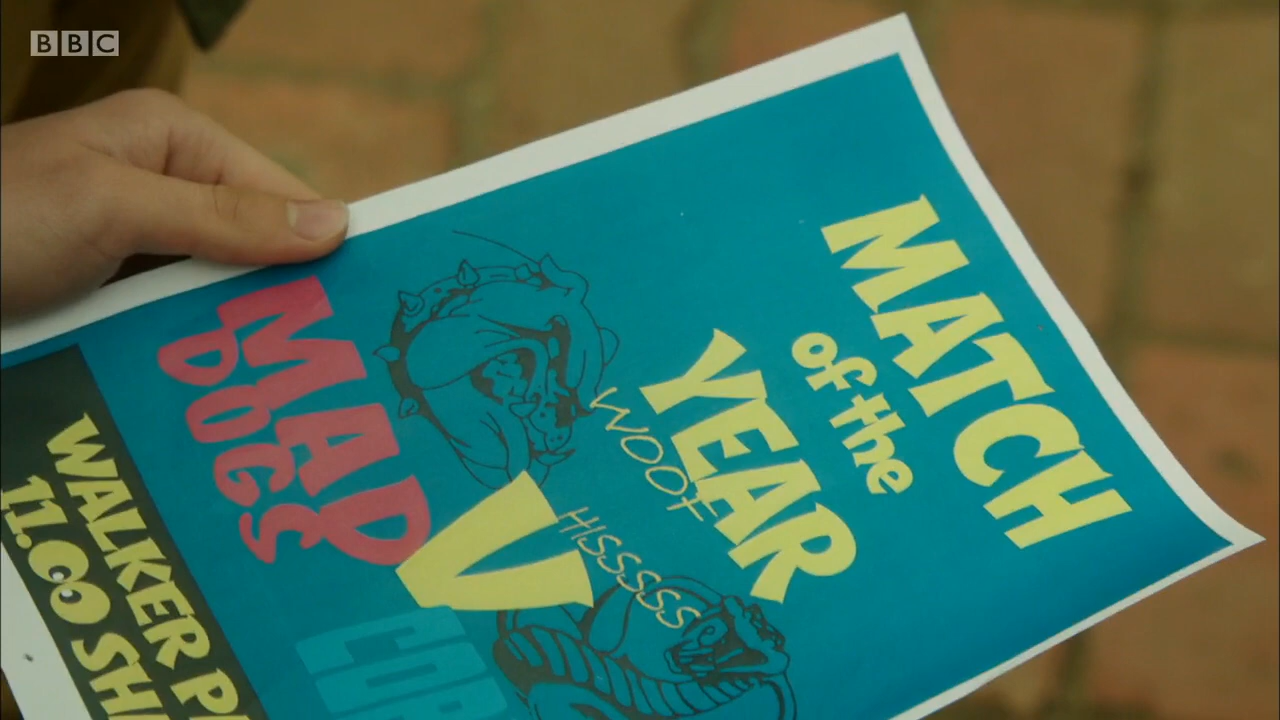 BBC
MATCH
of the
YEAR
WOOF
HISSSSS
MAD
DOGS
V
WALKER
11.00